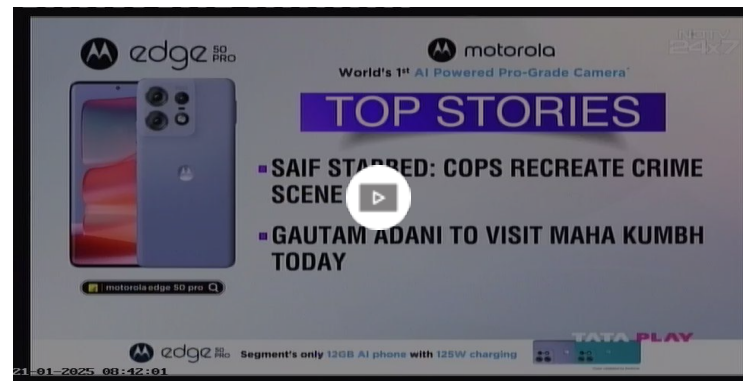 edge 50 PRO
motorola
World's 1st AI Powered Pro-Grade Camera*
NDTV 24x7
TOP STORIES
SAIF STABBED: COPS RECREATE CRIME
SCENE
GAUTAM ADANI TO VISIT MAHA KUMBH
TODAY
motorola edge 50 pro
TATA PLAY
edge 50 PRO Segment's only 12GB AI phone with 125W charging
21-01-2025 08:42:01